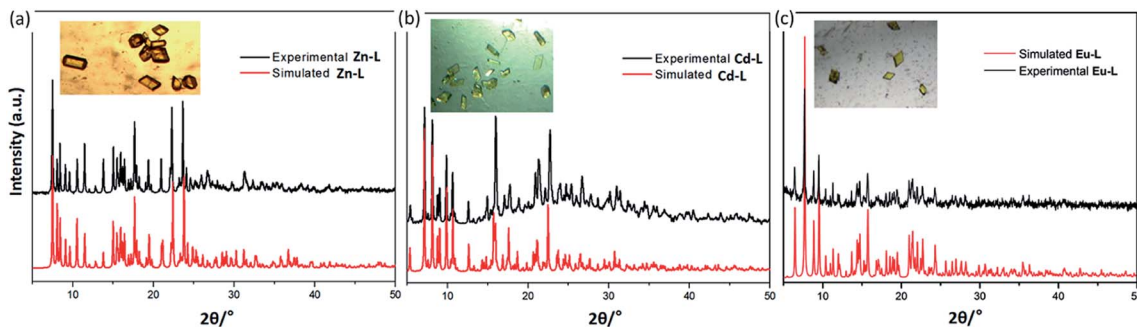 (a)
Experimental Zn-L
Simulated Zn-L
(b)
Experimental Cd-L
Simulated Cd-L
(c)
Simulated Eu-L
Experimental Eu-L
Intensity (a.u.)
10 20 30 40 50
10 20 30 40 50
10 20 30 40 50
2θ/°
2θ/°
2θ/°